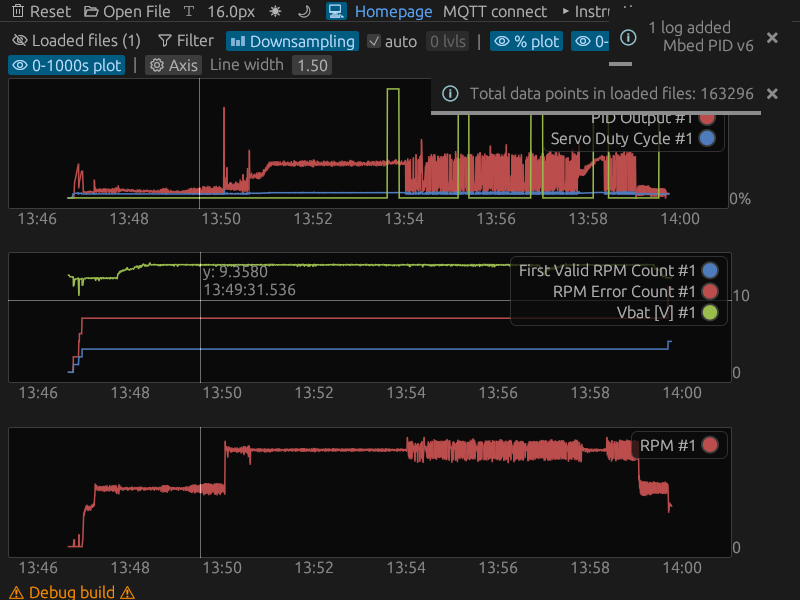 Reset Open File T 16.0px Homepage MQTT connect ▸ Instr
Loaded files (1) Filter Downsampling auto 0 lvls | % plot 0-
0-1000s plot | Axis Line width 1.50
1 log added
Mbed PID v6
Total data points in loaded files: 163296
PID Output #1
Servo Duty Cycle #1
0%
13:46 13:48 13:50 13:52 13:54 13:56 13:58 14:00
y: 9.3580
13:49:31.536
First Valid RPM Count #1
RPM Error Count #1
Vbat [V] #1
10
0
13:46 13:48 13:50 13:52 13:54 13:56 13:58 14:00
RPM #1
0
13:46 13:48 13:50 13:52 13:54 13:56 13:58 14:00
⚠ Debug build ⚠